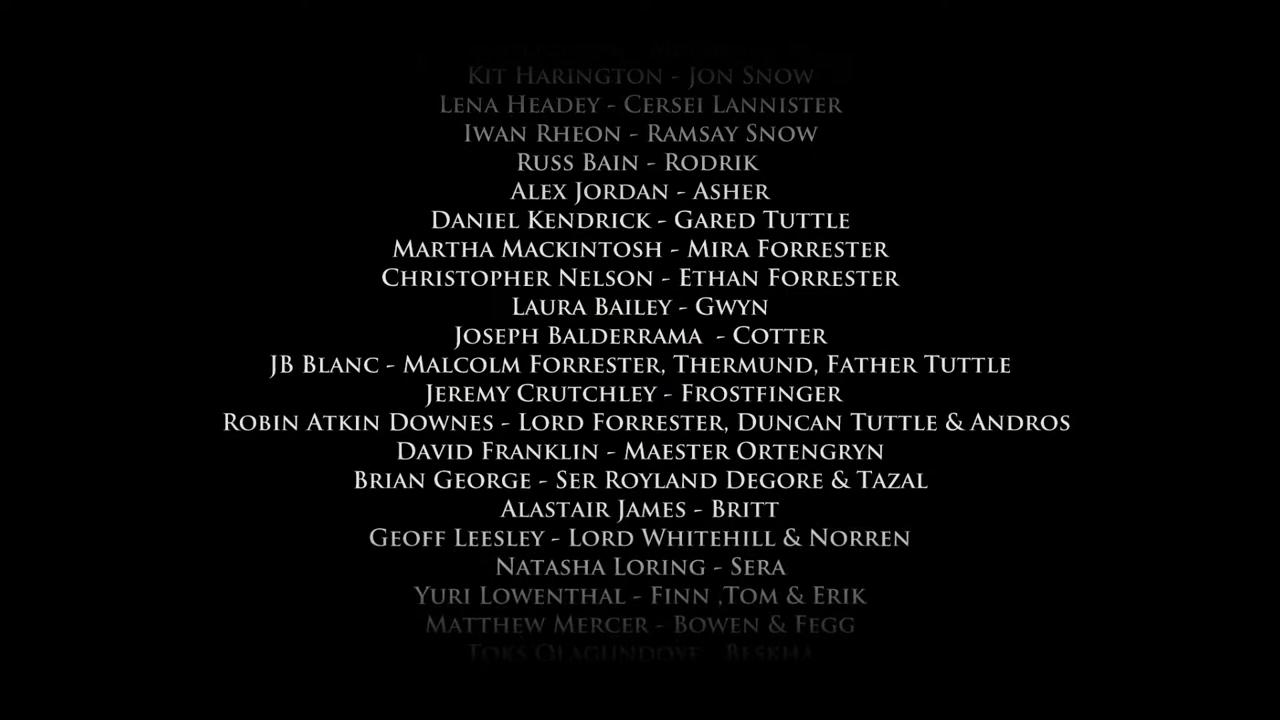 Kit Harington - Jon Snow
Lena Headey - Cersei Lannister
Iwan Rheon - Ramsay Snow
Russ Bain - Rodrik
Alex Jordan - Asher
Daniel Kendrick - Gared Tuttle
Martha Mackintosh - Mira Forrester
Christopher Nelson - Ethan Forrester
Laura Bailey - Gwyn
Joseph Balderrama  - Cotter
JB Blanc - Malcolm Forrester, Thermund, Father Tuttle
Jeremy Crutchley - Frostfinger
Robin Atkin Downes - Lord Forrester, Duncan Tuttle & Andros
David Franklin - Maester Ortengryn
Brian George - Ser Royland Degore & Tazal
Alastair James - Britt
Geoff Leesley - Lord Whitehill & Norren
Natasha Loring - Sera
Yuri Lowenthal - Finn ,Tom & Erik
Matthew Mercer - Bowen & Fegg
Toks Olagundoye - Beskha